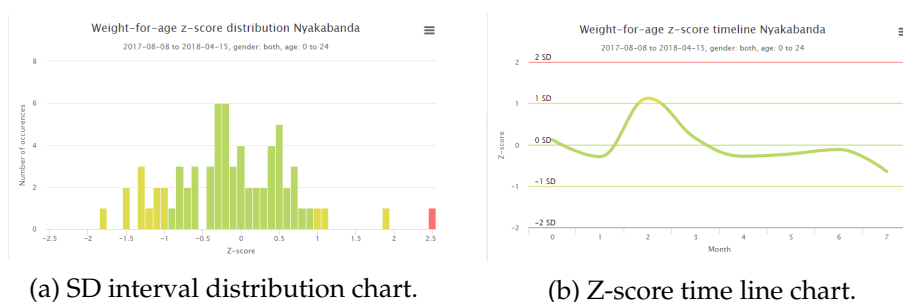 Weight-for-age z-score distribution Nyakabanda
2017-08-08 to 2018-04-15, gender: both, age: 0 to 24
Number of occurences
8
6
4
2
0
-2.5 -2 -1.5 -1 -0.5 0 0.5 1 1.5 2 2.5
Z-score
(a) SD interval distribution chart.
Weight-for-age z-score timeline Nyakabanda
2017-08-08 to 2018-04-15, gender: both, age: 0 to 24
Z-score
2 2 SD
1 1 SD
0 0 SD
-1 -1 SD
-2 -2 SD
0 1 2 3 4 5 6 7
Month
(b) Z-score time line chart.